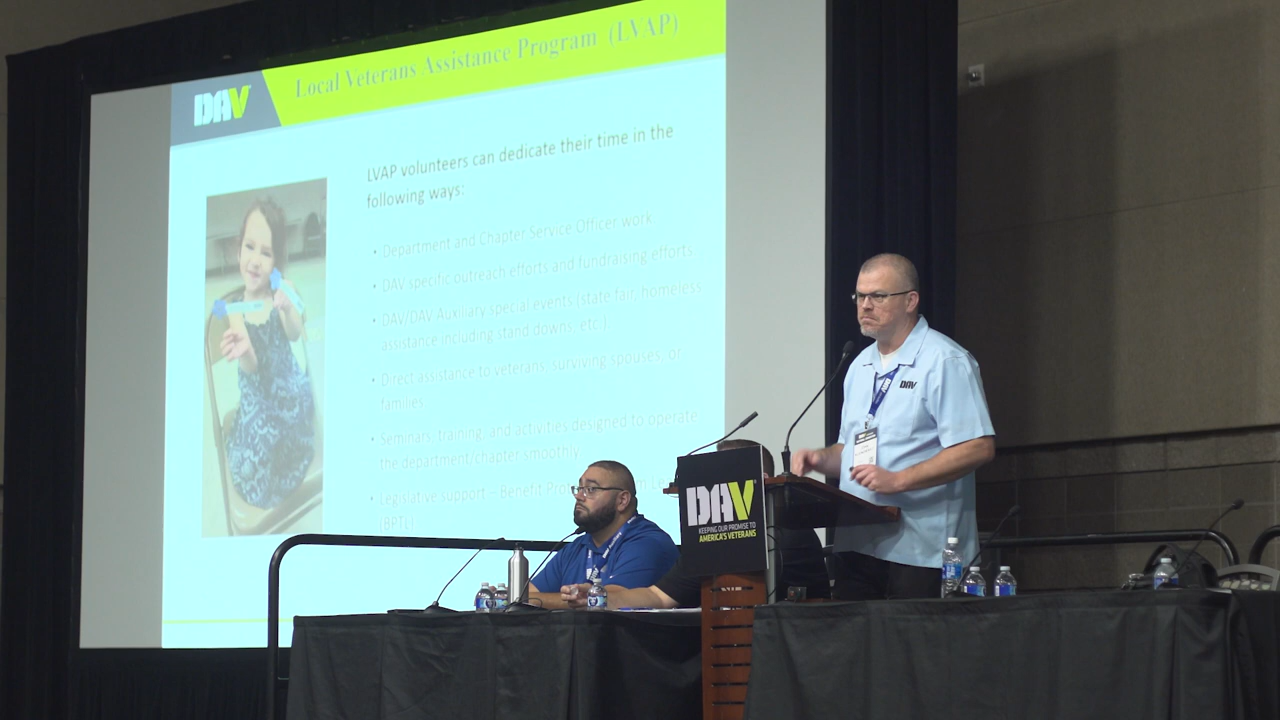 DAV
Local Veterans Assistance Program (LVAP)
LVAP volunteers can dedicate their time in the
following ways:
• Department and Chapter Service Officer work
• DAV specific outreach efforts and fundraising efforts
• DAV/DAV Auxiliary special events (state fair, homeless
assistance including stand downs, etc.)
• Direct assistance to veterans, surviving spouses, or
families
• Seminars, training, and activities designed to operate
the department/chapter smoothly
• Legislative support – Benefit
DAV
DAV
KEEPING OUR PROMISE TO
AMERICA'S VETERANS